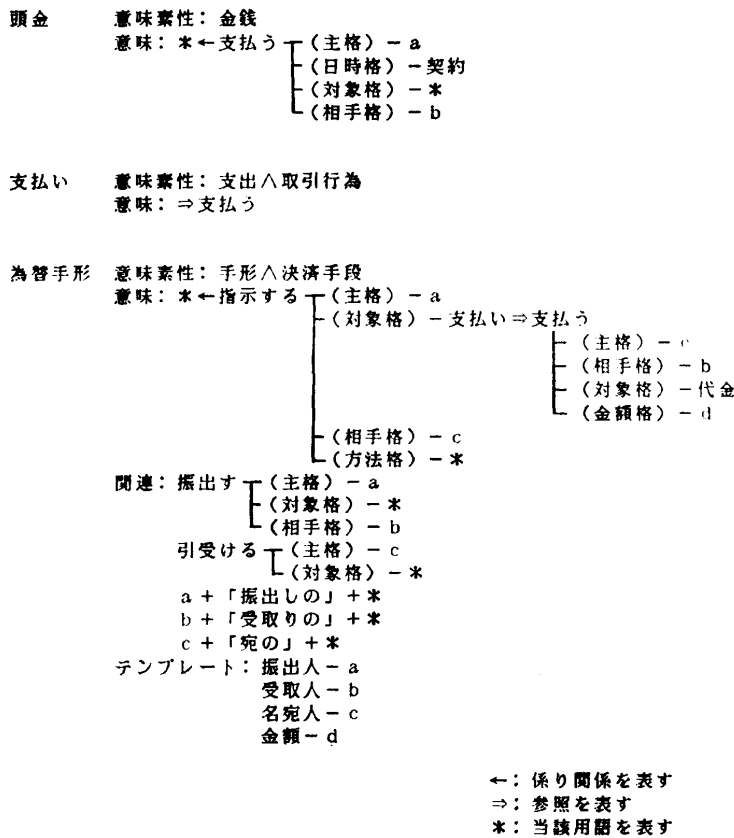 頭金 意味素性：金銭
意味：＊←支払う（主格）－a
（日時格）－契約
（対象格）－＊
（相手格）－b
支払い 意味素性：支出∧取引行為
意味：⇒支払う
為替手形 意味素性：手形∧決済手段
意味：＊←指示する（主格）－a
（対象格）－支払い⇒支払う
（主格）－c
（相手格）－b
（対象格）－代金
（金額格）－d
（相手格）－c
（方法格）－＊
関連：振出す（主格）－a
（対象格）－＊
（相手格）－b
引受ける（主格）－c
（対象格）－＊
a＋「振出しの」＋＊
b＋「受取りの」＋＊
c＋「宛の」＋＊
テンプレート：振出人－a
受取人－b
名宛人－c
金額－d
←：係り関係を表す
⇒：参照を表す
＊：当該用語を表す